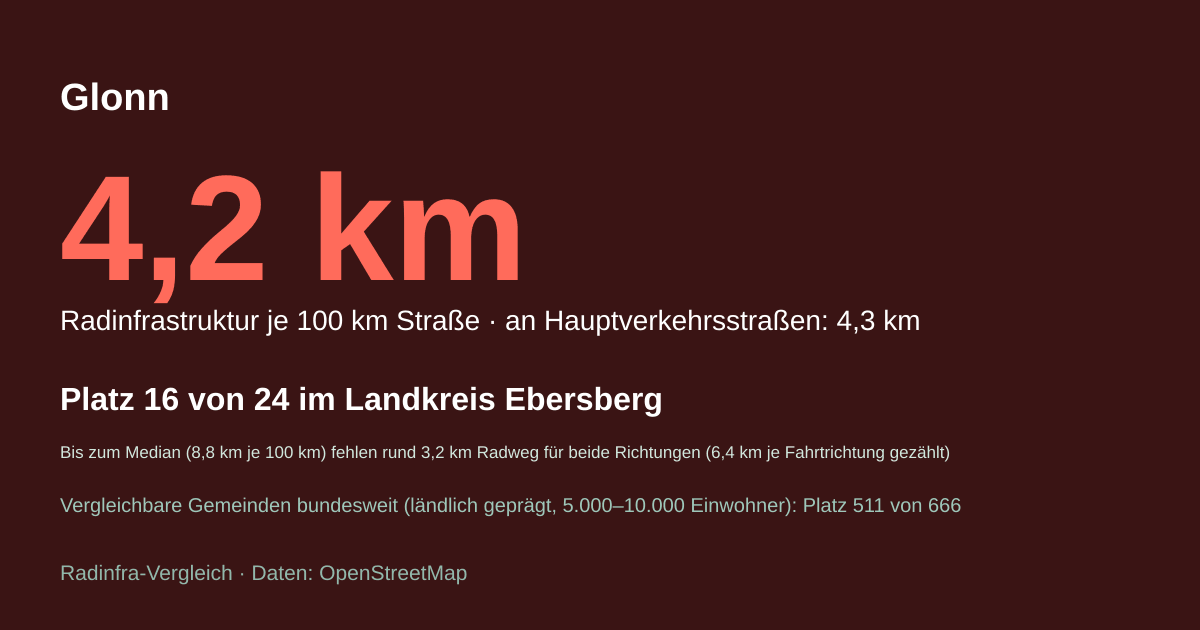 Glonn
4,2 km
Radinfrastruktur je 100 km Straße · an Hauptverkehrsstraßen: 4,3 km
Platz 16 von 24 im Landkreis Ebersberg
Bis zum Median (8,8 km je 100 km) fehlen rund 3,2 km Radweg für beide Richtungen (6,4 km je Fahrtrichtung gezählt)
Vergleichbare Gemeinden bundesweit (ländlich geprägt, 5.000–10.000 Einwohner): Platz 511 von 666
Radinfra-Vergleich · Daten: OpenStreetMap